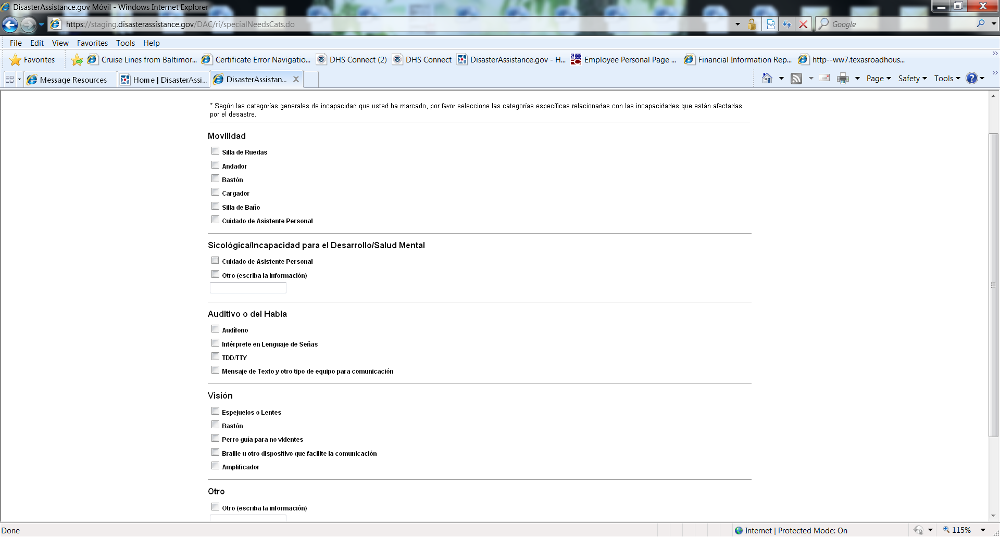 DisasterAssistance.gov Móvil - Windows Internet Explorer
https://staging.disasterassistance.gov/DAC/ri/specialNeedsCats.do
Google
File Edit View Favorites Tools Help
Favorites Cruise Lines from Baltimor... Certificate Error Navigatio... DHS Connect (2) DHS Connect DisasterAssistance.gov - H... Employee Personal Page ... Financial Information Rep... http--ww7.texasroadhous...
Message Resources Home | DisasterAssi... DisasterAssistan... Page Safety Tools
* Según las categorías generales de incapacidad que usted ha marcado, por favor seleccione las categorías específicas relacionadas con las incapacidades que están afectadas
por el desastre.
Movilidad
Silla de Ruedas
Andador
Bastón
Cargador
Silla de Baño
Cuidado de Asistente Personal
Sicológica/Incapacidad para el Desarrollo/Salud Mental
Cuidado de Asistente Personal
Otro (escriba la información)
Auditivo o del Habla
Audífono
Intérprete en Lenguaje de Señas
TDD/TTY
Mensaje de Texto y otro tipo de equipo para comunicación
Visión
Espejuelos o Lentes
Bastón
Perro guía para no videntes
Braille u otro dispositivo que facilite la comunicación
Amplificador
Otro
Otro (escriba la información)
Done
Internet | Protected Mode: On
115%